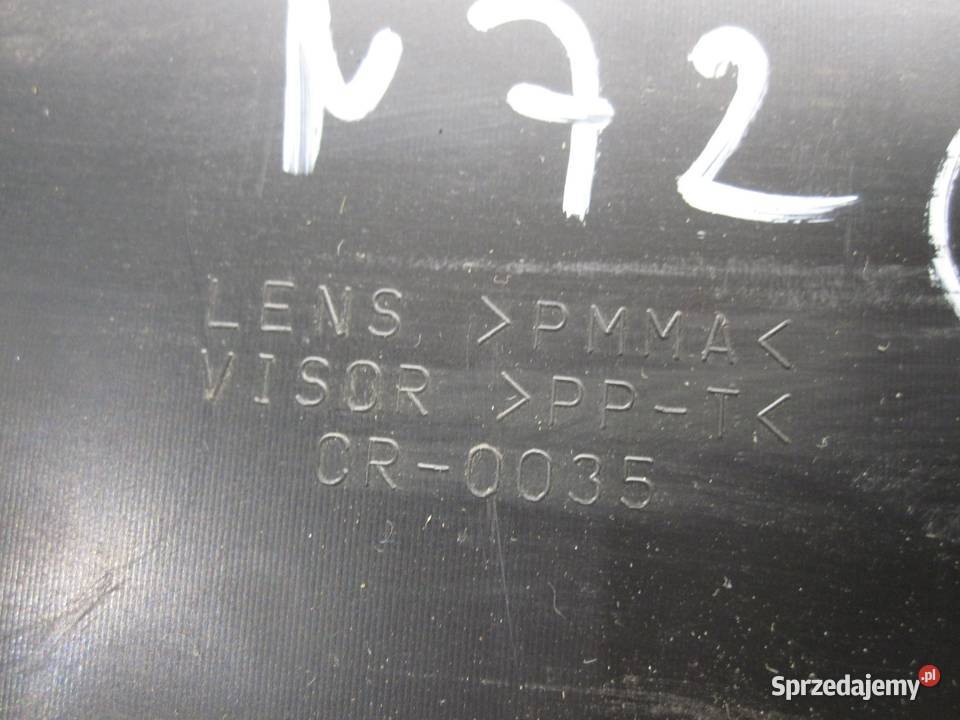 N72
LENS >PMMA<
VISOR >PP-T<
CR-0035
Sprzedajemy.pl